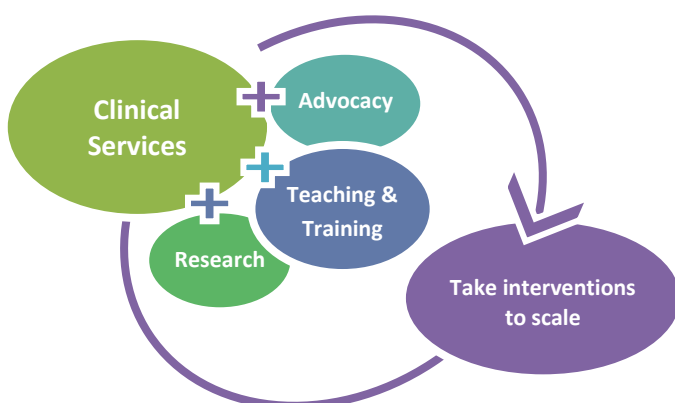 Clinical
Services
Advocacy
Teaching &
Training
Research
Take interventions
to scale